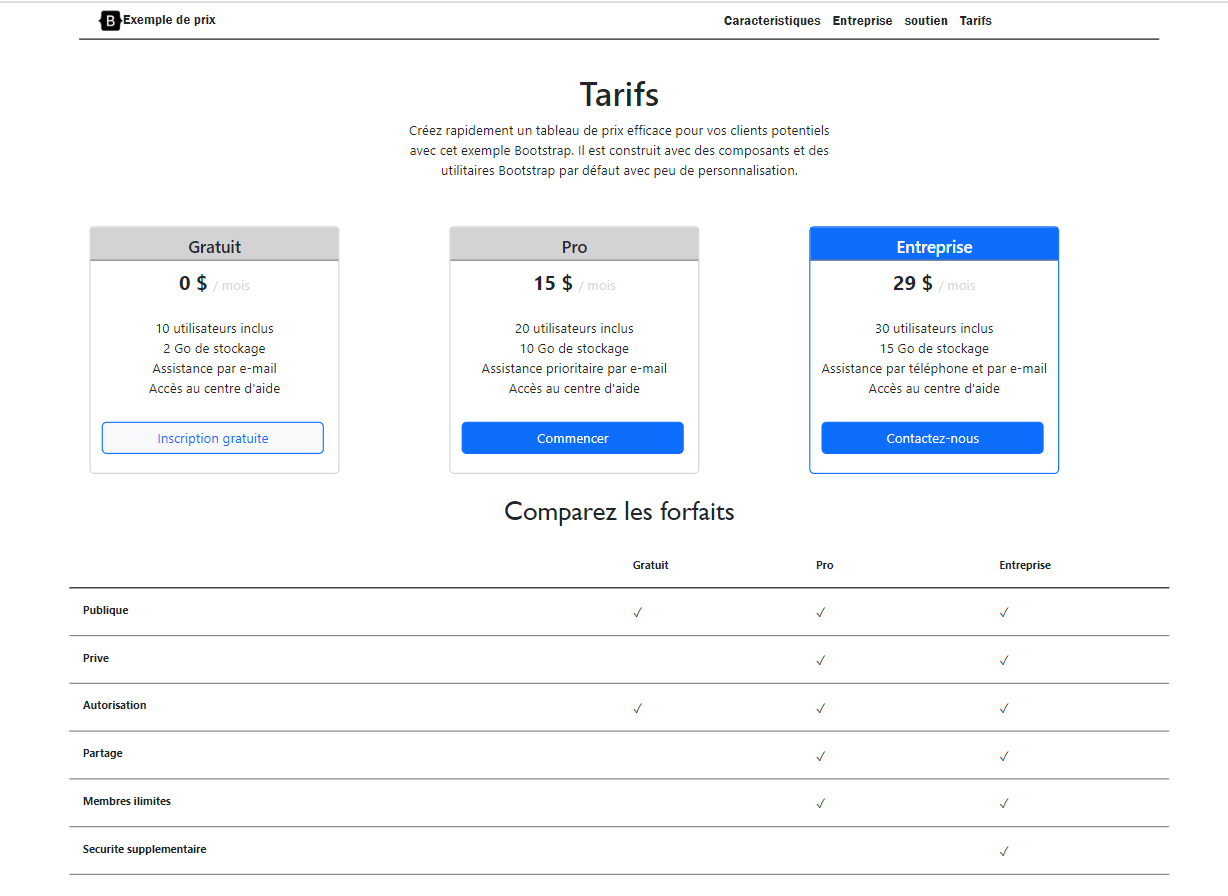 B Exemple de prix Caracteristiques Entreprise soutien Tarifs
Tarifs
Créez rapidement un tableau de prix efficace pour vos clients potentiels
avec cet exemple Bootstrap. Il est construit avec des composants et des
utilitaires Bootstrap par défaut avec peu de personnalisation.
Gratuit
0 $ / mois
10 utilisateurs inclus
2 Go de stockage
Assistance par e-mail
Accès au centre d'aide
Inscription gratuite
Pro
15 $ / mois
20 utilisateurs inclus
10 Go de stockage
Assistance prioritaire par e-mail
Accès au centre d'aide
Commencer
Entreprise
29 $ / mois
30 utilisateurs inclus
15 Go de stockage
Assistance par téléphone et par e-mail
Accès au centre d'aide
Contactez-nous
Comparez les forfaits
Gratuit Pro Entreprise
Publique ✓ ✓ ✓
Prive ✓ ✓
Autorisation ✓ ✓ ✓
Partage ✓ ✓
Membres ilimites ✓ ✓
Securite supplementaire ✓